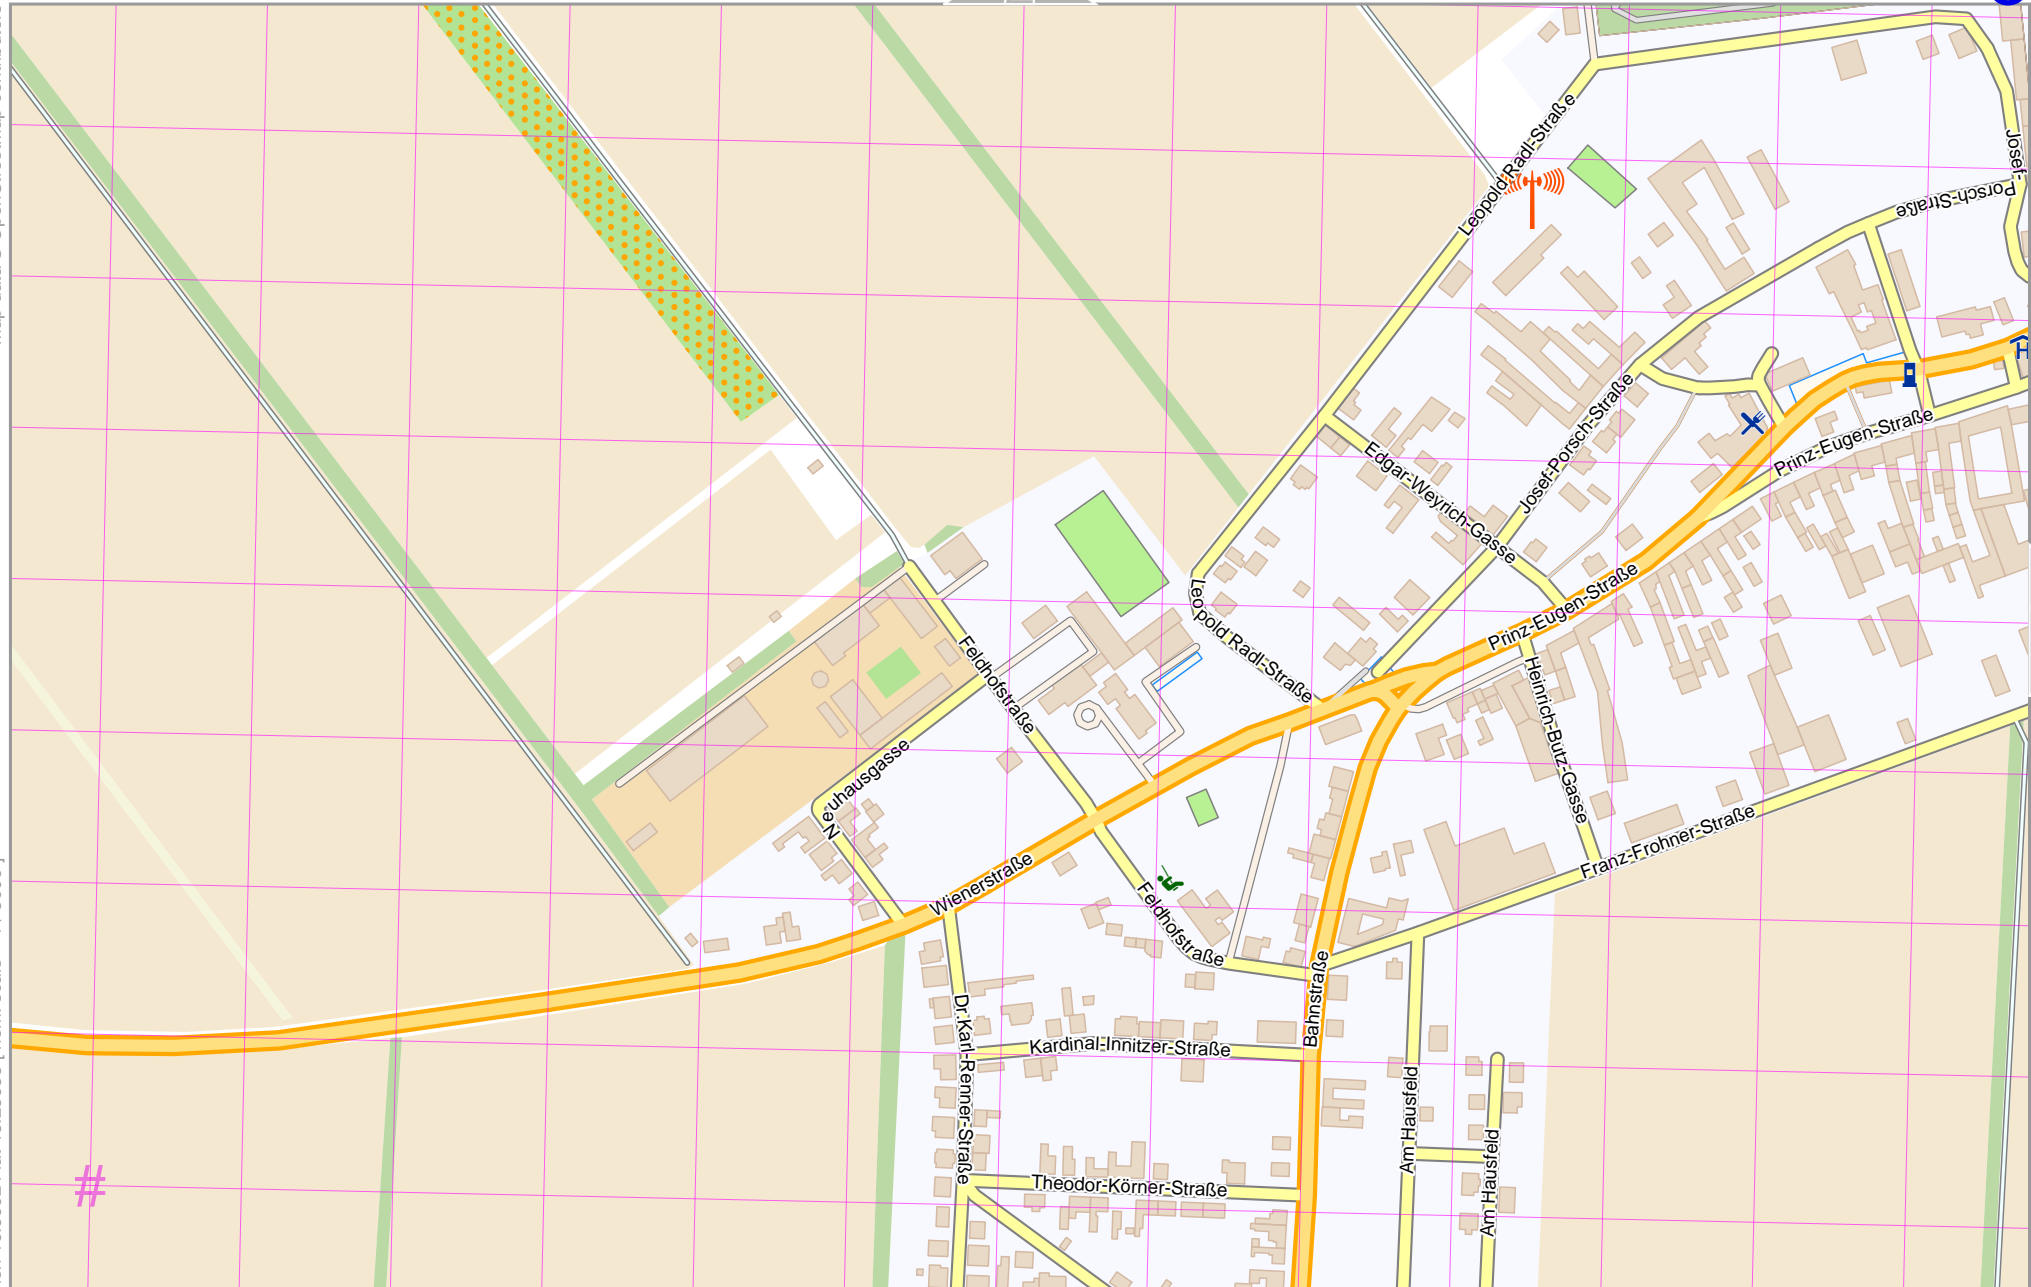 Leopold Radl-Straße
Josef-
Porsch-Straße
H
Josef-Porsch-Straße
Prinz-Eugen-Straße
Edgar-Weyrich-Gasse
Leopold Radl-Straße
Prinz-Eugen-Straße
Feldhofstraße
Heinrich-Butz-Gasse
Neuhausgasse
Franz-Frohner-Straße
Wienerstraße
Feldhofstraße
Bahnstraße
Dr.Karl-Renner-Straße
Kardinal-Innitzer-Straße
Am Hausfeld
Am Hausfeld
Theodor-Körner-Straße
#